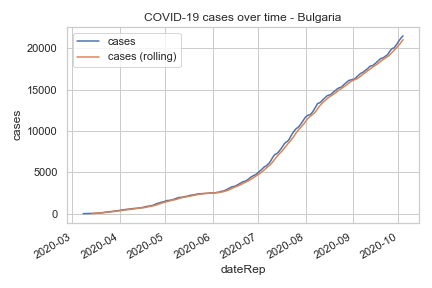 COVID-19 cases over time - Bulgaria
cases
cases (rolling)
cases
20000
15000
10000
5000
0
2020-03
2020-04
2020-05
2020-06
2020-07
2020-08
2020-09
2020-10
dateRep